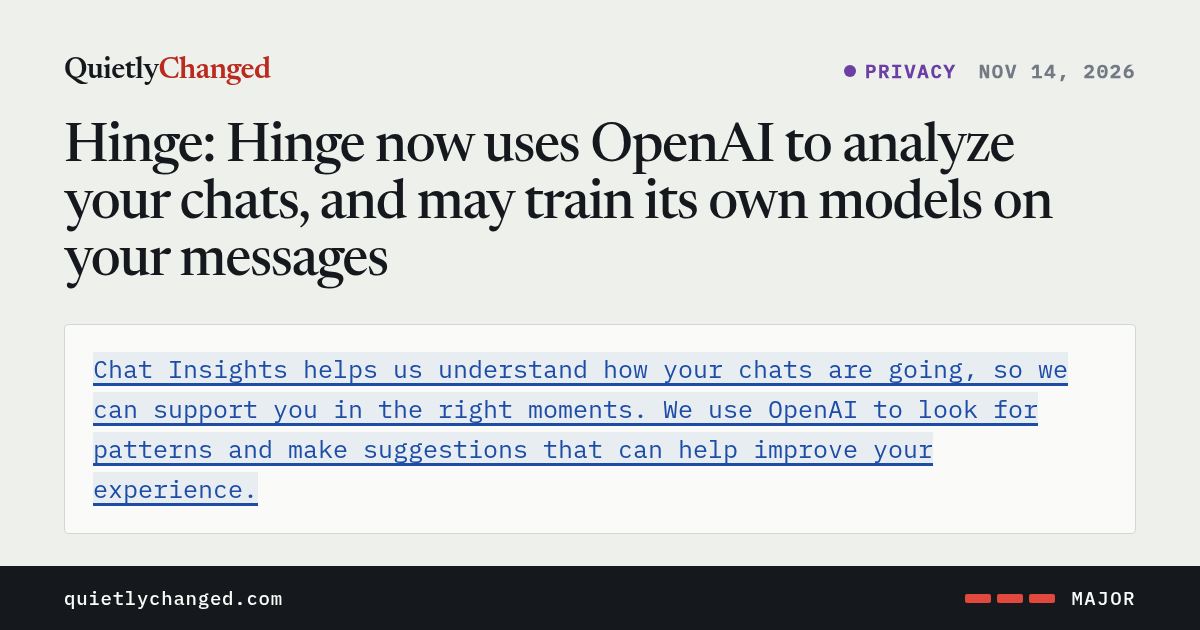 QuietlyChanged
PRIVACY NOV 14, 2026
Hinge: Hinge now uses OpenAI to analyze
your chats, and may train its own models on
your messages
Chat Insights helps us understand how your chats are going, so we
can support you in the right moments. We use OpenAI to look for
patterns and make suggestions that can help improve your
experience.
quietlychanged.com
MAJOR